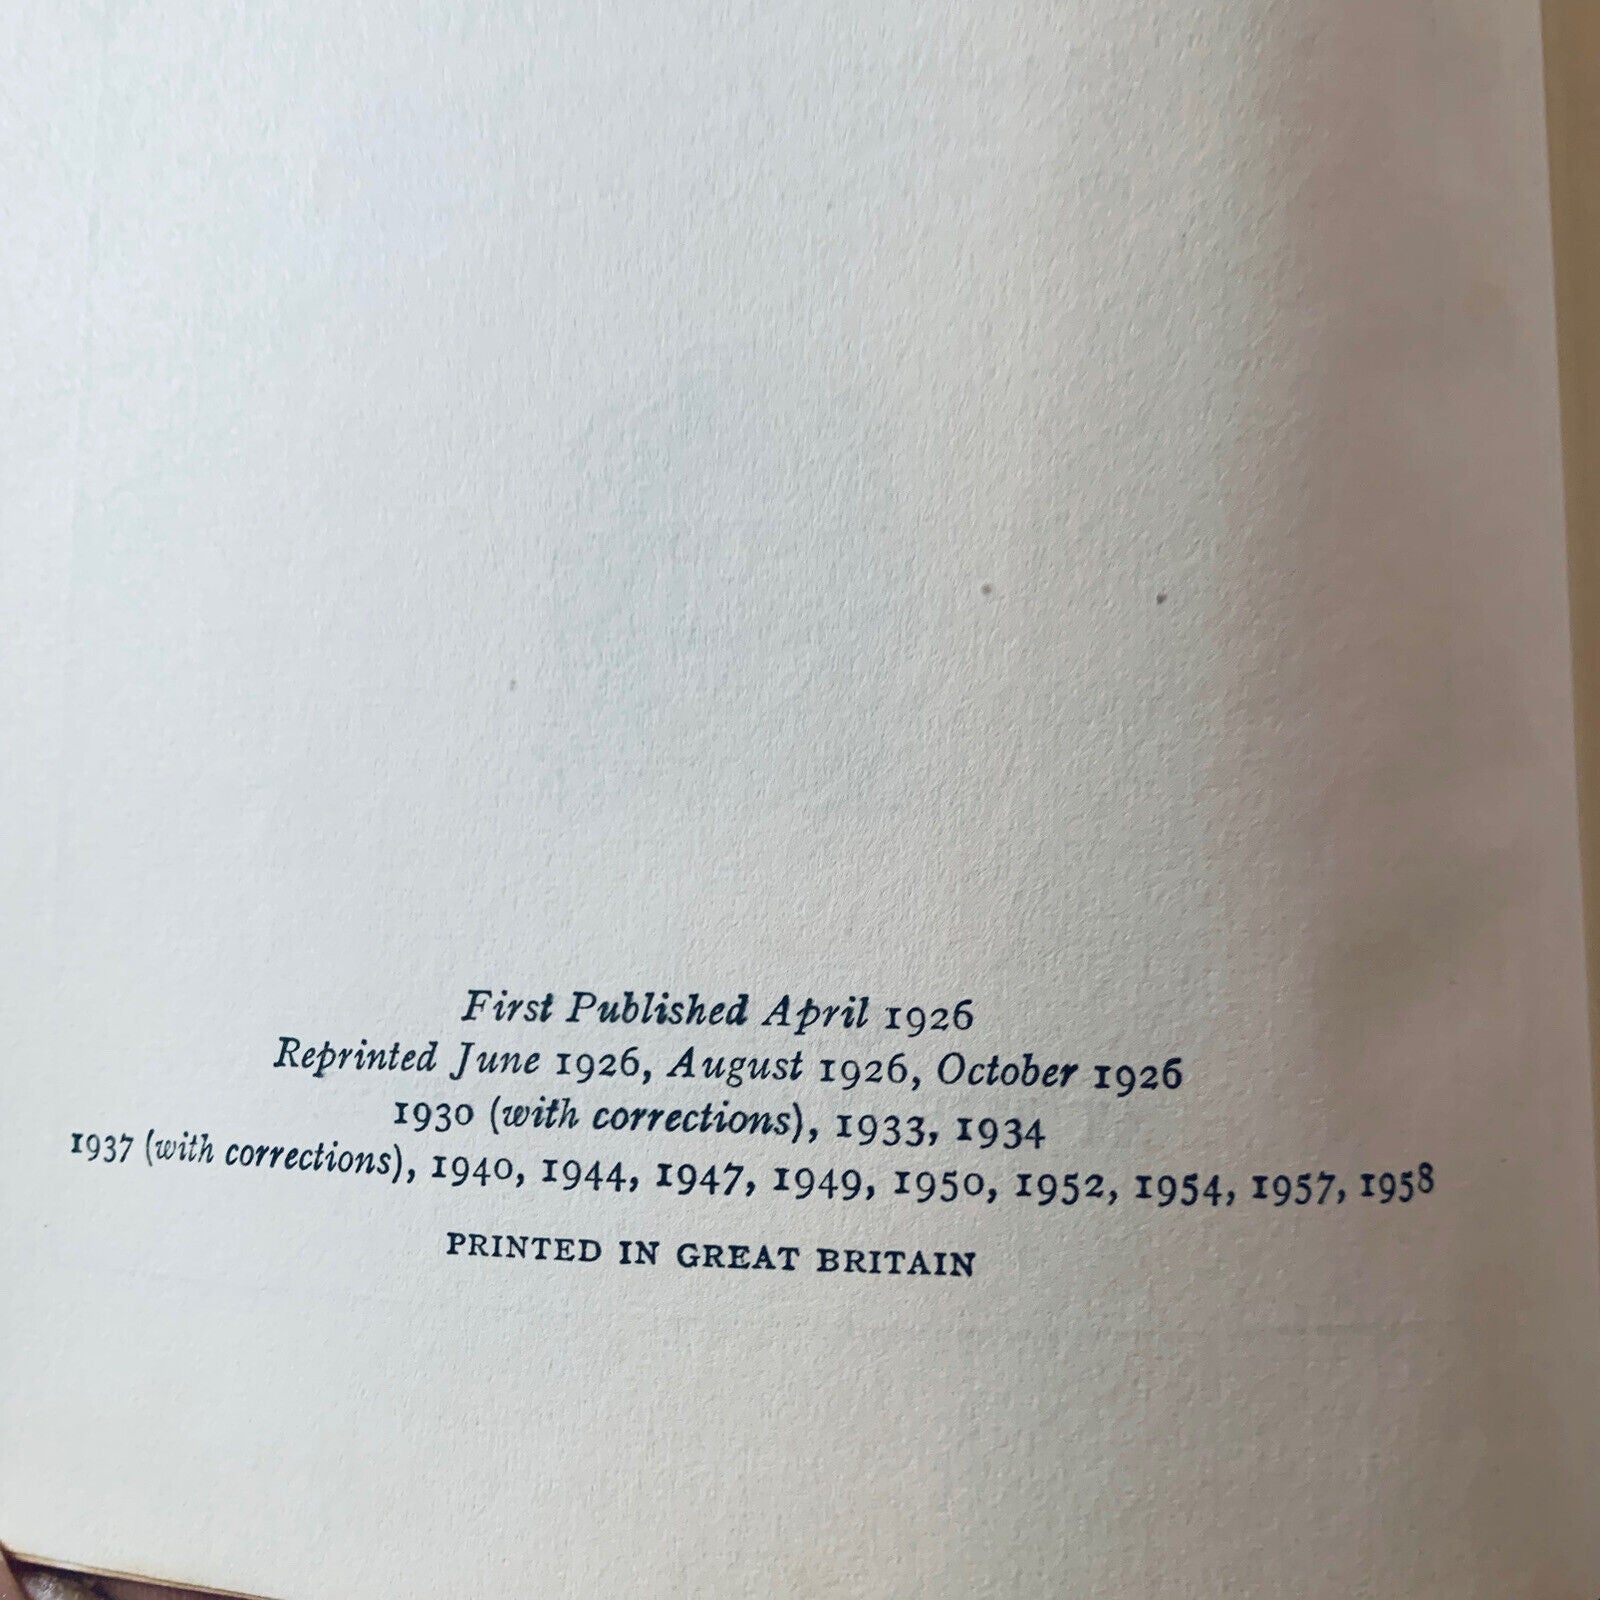 First Published April 1926
Reprinted June 1926, August 1926, October 1926
1930 (with corrections), 1933, 1934
1937 (with corrections), 1940, 1944, 1947, 1949, 1950, 1952, 1954, 1957, 1958
PRINTED IN GREAT BRITAIN